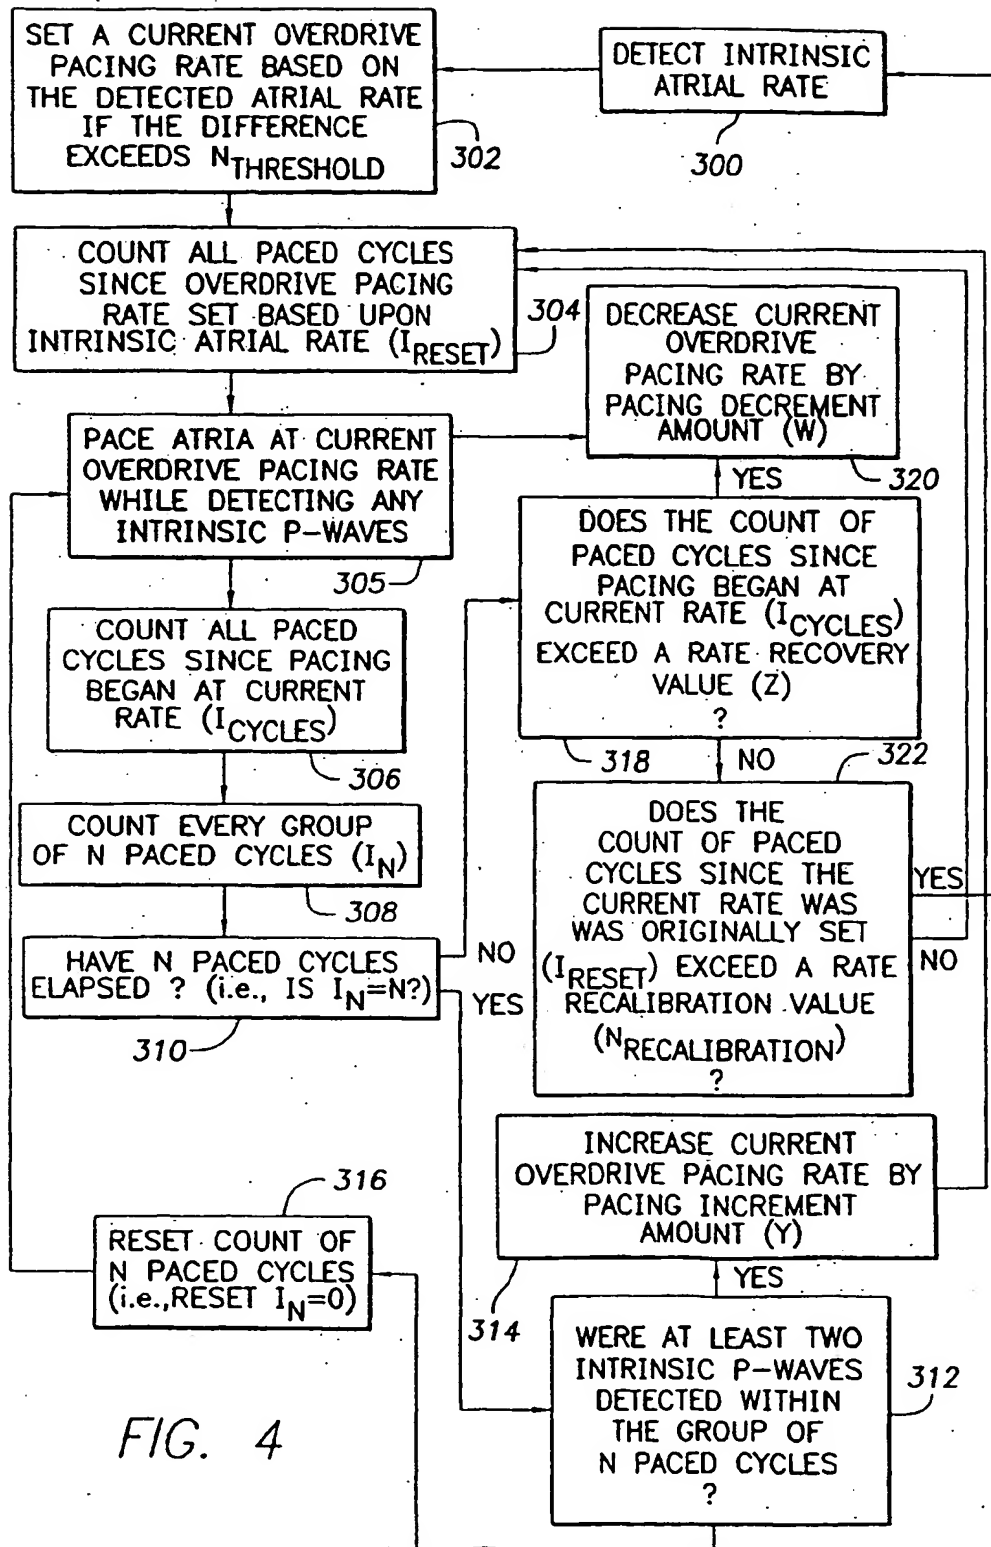 SET A CURRENT OVERDRIVE
PACING RATE BASED ON
THE DETECTED ATRIAL RATE
IF THE DIFFERENCE
EXCEEDS NTHRESHOLD
302
DETECT INTRINSIC
ATRIAL RATE
300
COUNT ALL PACED CYCLES
SINCE OVERDRIVE PACING
RATE SET BASED UPON
INTRINSIC ATRIAL RATE (IRESET)
304
DECREASE CURRENT
OVERDRIVE
PACING RATE BY
PACING DECREMENT
AMOUNT (W)
320
PACE ATRIA AT CURRENT
OVERDRIVE PACING RATE
WHILE DETECTING ANY
INTRINSIC P-WAVES
305
YES
DOES THE COUNT OF
PACED CYCLES SINCE
PACING BEGAN AT
CURRENT RATE (ICYCLES)
EXCEED A RATE RECOVERY
VALUE (Z)
?
318
NO
COUNT ALL PACED
CYCLES SINCE PACING
BEGAN AT CURRENT
RATE (ICYCLES)
306
322
DOES THE
COUNT OF PACED
CYCLES SINCE THE
CURRENT RATE WAS
WAS ORIGINALLY SET
(IRESET) EXCEED A RATE
RECALIBRATION VALUE
(NRECALIBRATION)
?
YES
NO
COUNT EVERY GROUP
OF N PACED CYCLES (IN)
308
HAVE N PACED CYCLES
ELAPSED ? (i.e., IS IN=N?)
310
NO
YES
INCREASE CURRENT
OVERDRIVE PACING RATE BY
PACING INCREMENT
AMOUNT (Y)
314
YES
316
RESET COUNT OF
N PACED CYCLES
(i.e.,RESET IN=0)
WERE AT LEAST TWO
INTRINSIC P-WAVES
DETECTED WITHIN
THE GROUP OF
N PACED CYCLES
?
312
FIG. 4